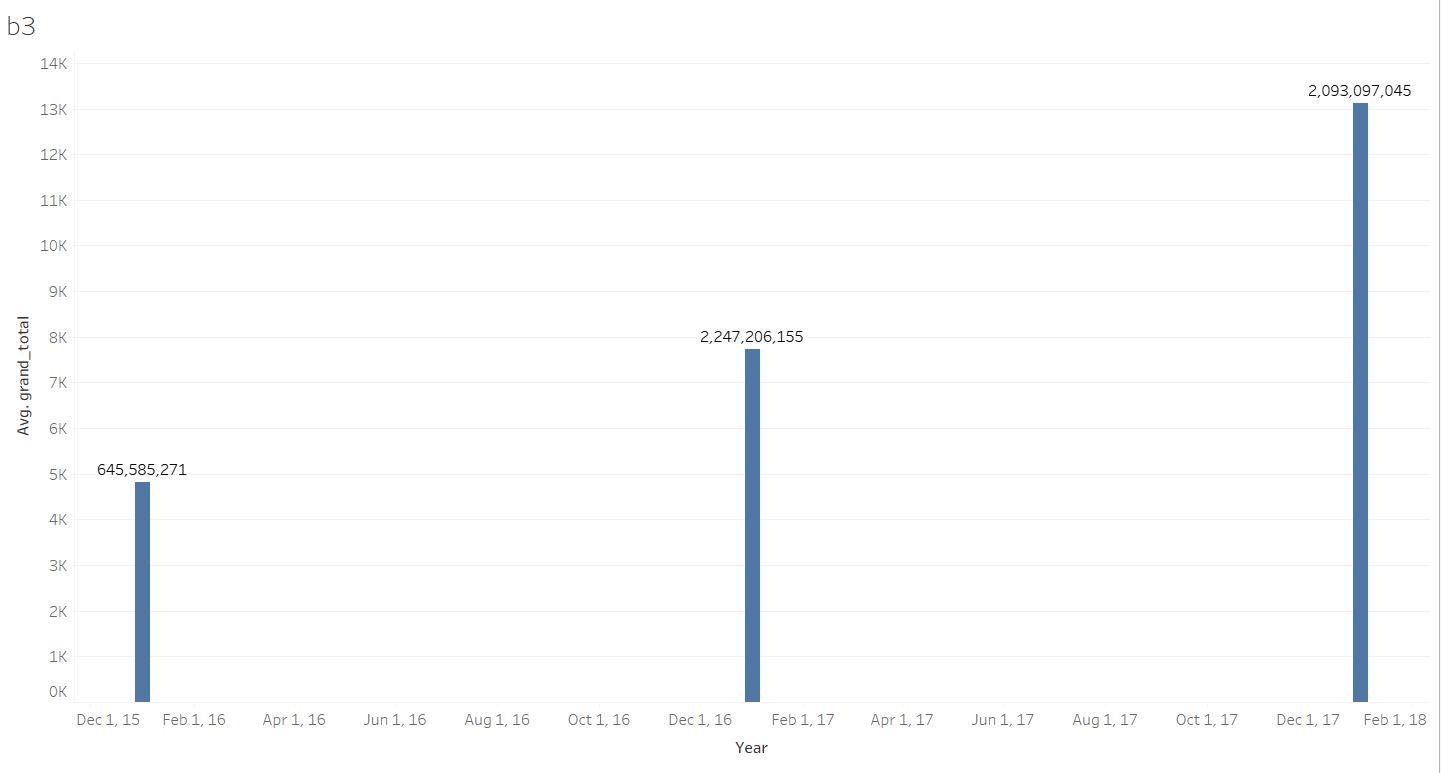 b3
14K
13K
12K
11K
10K
9K
8K
7K
6K
5K
4K
3K
2K
1K
0K
Avg. grand_total
645,585,271
2,247,206,155
2,093,097,045
Dec 1, 15 Feb 1, 16 Apr 1, 16 Jun 1, 16 Aug 1, 16 Oct 1, 16 Dec 1, 16 Feb 1, 17 Apr 1, 17 Jun 1, 17 Aug 1, 17 Oct 1, 17 Dec 1, 17 Feb 1, 18
Year